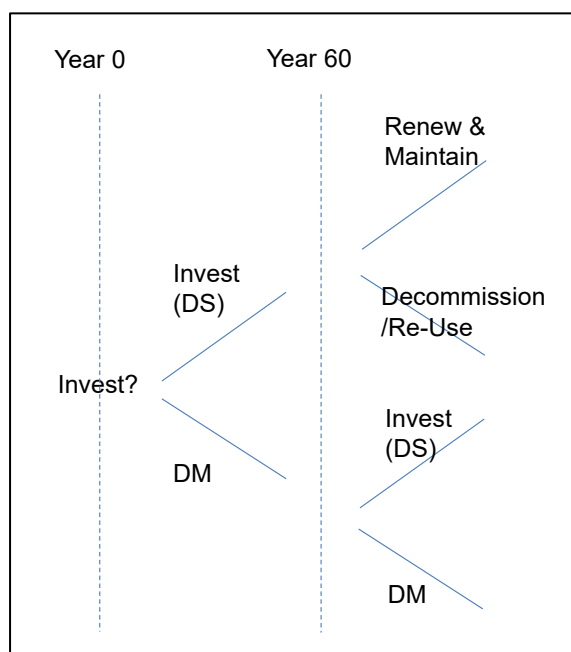 Year 0
Year 60
Renew &
Maintain
Invest
(DS)
Decommission
/Re-Use
Invest?
Invest
(DS)
DM
DM